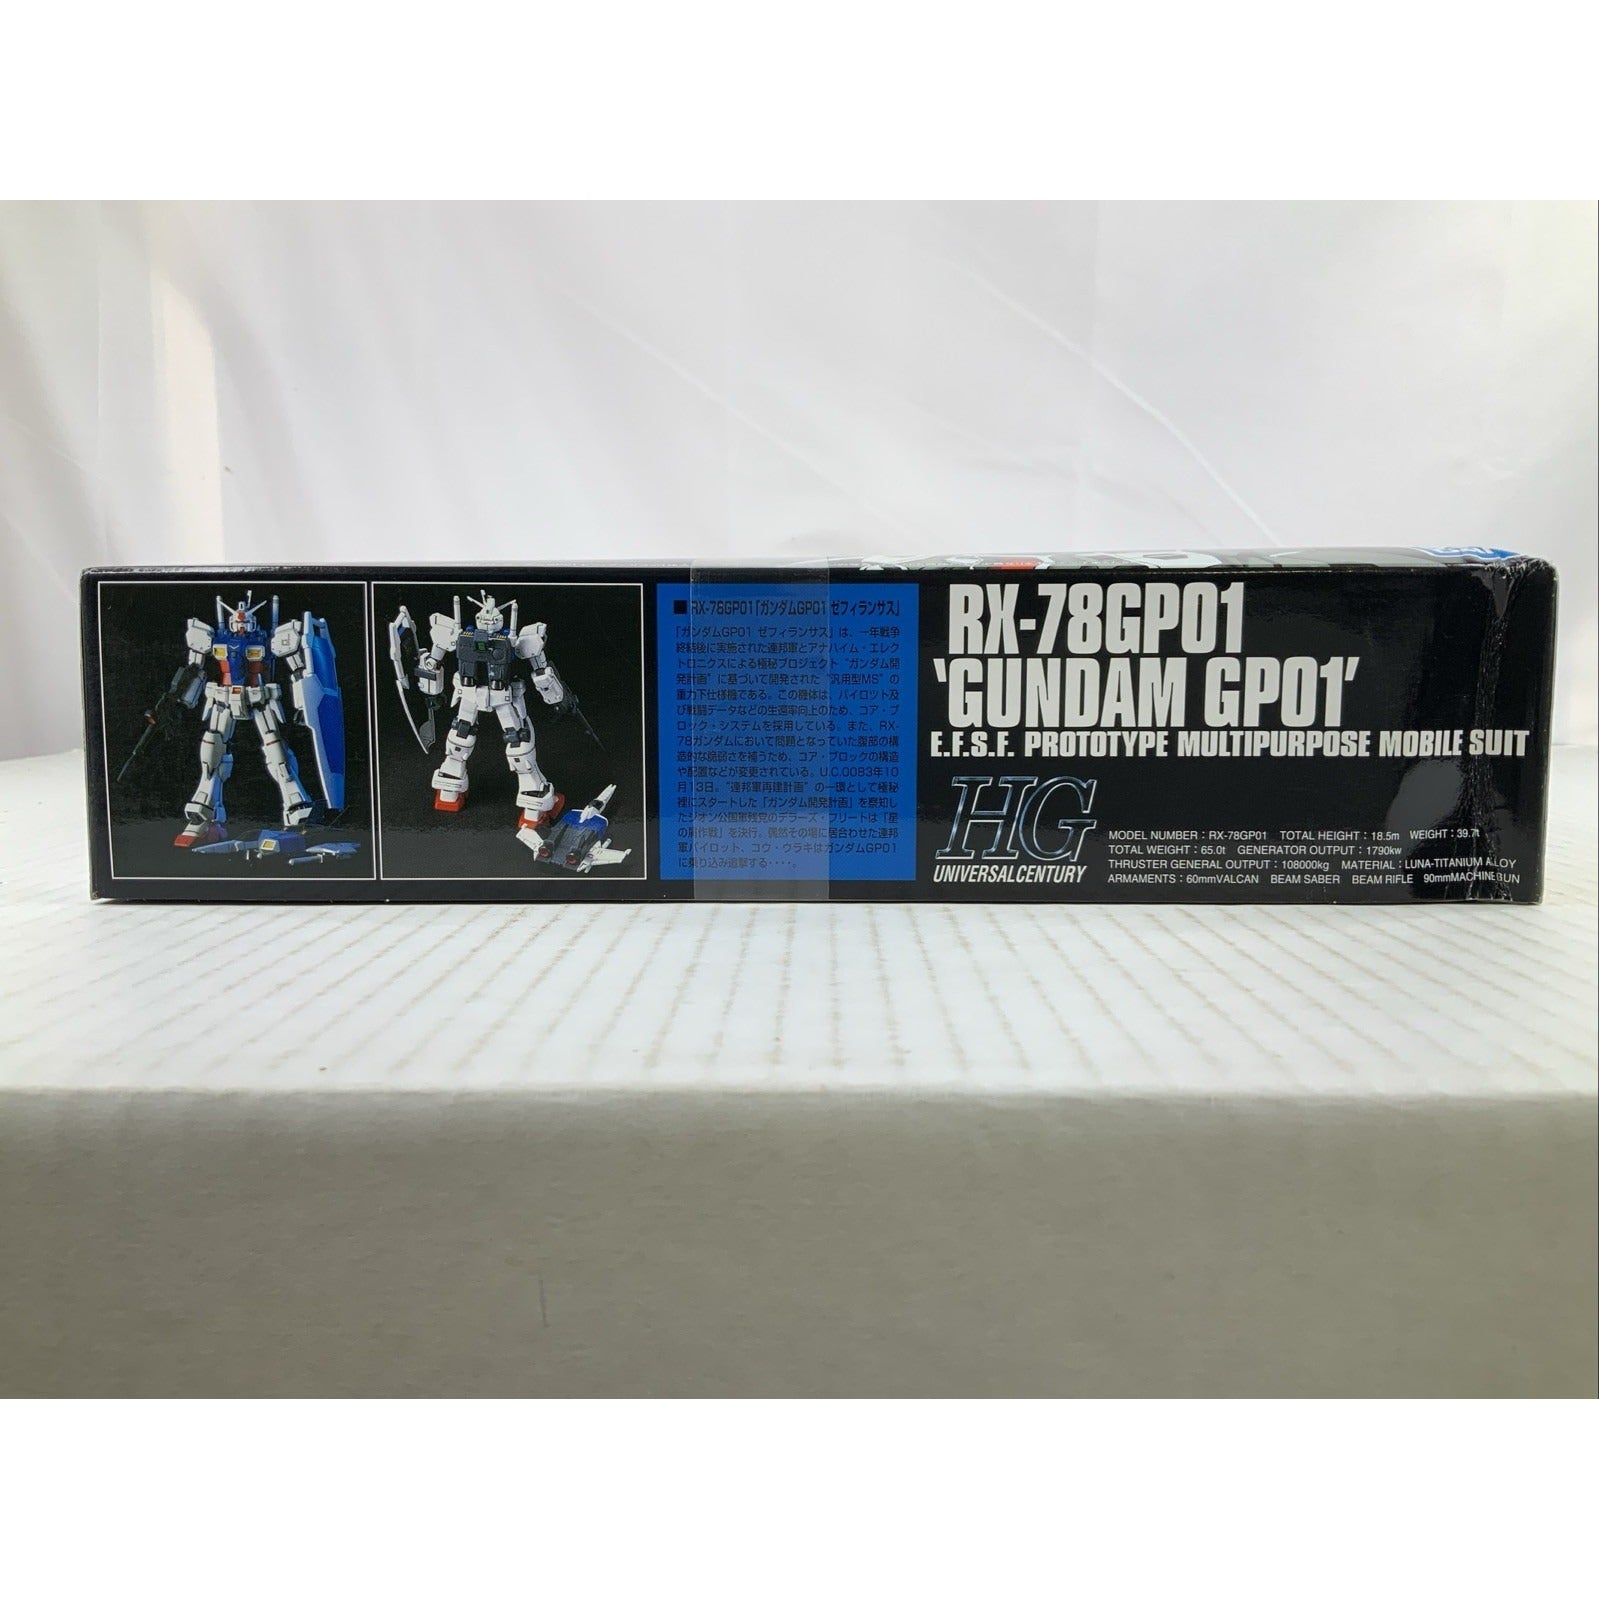 ■ RX-78GP01「ガンダムGP01 ゼフィランサス」
「ガンダムGP01 ゼフィランサス」は、一年戦争
終結後に実施された連邦軍とアナハイム・エレク
トロニクスによる極秘プロジェクト“ガンダム開
発計画”に基づいて開発された“汎用型MS”の
重力下仕様機である。この機体は、パイロット及
び戦闘データなどの生還率向上のため、コア・ブ
ロック・システムを採用している。また、RX-
78ガンダムにおいて問題となっていた腹部の構
造的な脆弱さを補うため、コア・ブロックの構造
や配置などが変更されている。U.C.0083年10
月13日。“連邦軍再建計画”の一環として極秘
裡にスタートした「ガンダム開発計画」を察知し
たジオン公国軍残党のデラーズ・フリートは「星
の屑作戦」を決行。偶然その場に居合わせた連邦
軍パイロット、コウ・ウラキはガンダムGP01
に乗り込み追撃する・・・・。
RX-78GP01
'GUNDAM GP01'
E.F.S.F. PROTOTYPE MULTIPURPOSE MOBILE SUIT
HG
UNIVERSALCENTURY
MODEL NUMBER：RX-78GP01 TOTAL HEIGHT：18.5m WEIGHT：39.7t
TOTAL WEIGHT：65.0t GENERATOR OUTPUT：1790kw
THRUSTER GENERAL OUTPUT：108000kg MATERIAL：LUNA-TITANIUM ALLOY
ARMAMENTS：60mmVALCAN BEAM SABER BEAM RIFLE 90mmMACHINEGUN